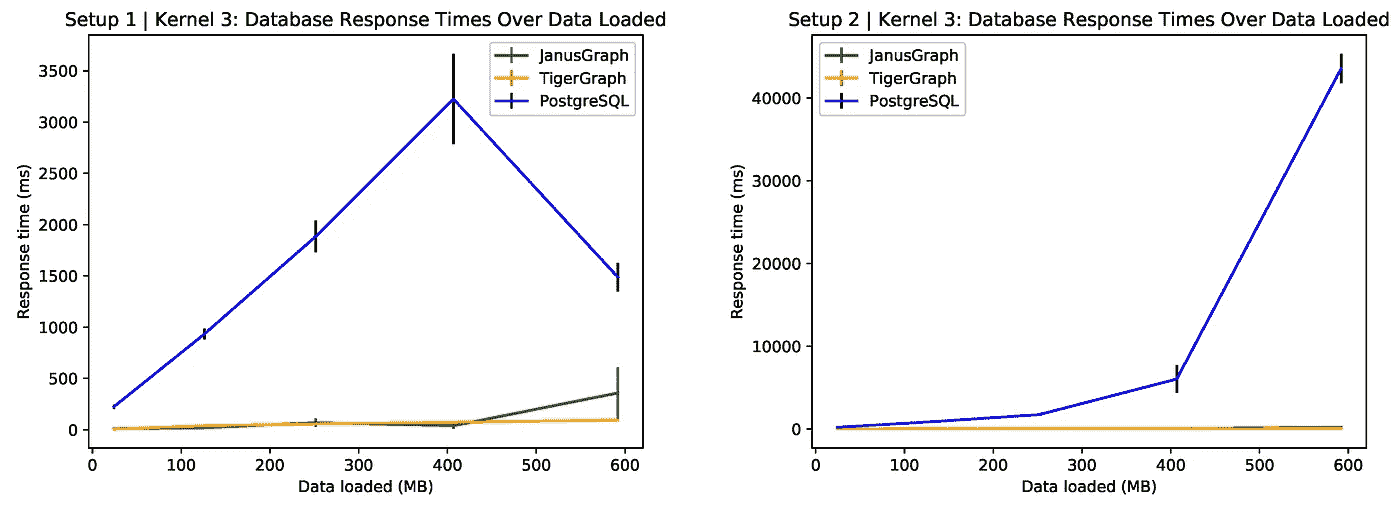 Setup 1 | Kernel 3: Database Response Times Over Data Loaded
JanusGraph
TigerGraph
PostgreSQL
3500
3000
2500
2000
1500
1000
500
0
Response time (ms)
0 100 200 300 400 500 600
Data loaded (MB)
Setup 2 | Kernel 3: Database Response Times Over Data Loaded
JanusGraph
TigerGraph
PostgreSQL
40000
30000
20000
10000
0
Response time (ms)
0 100 200 300 400 500 600
Data loaded (MB)